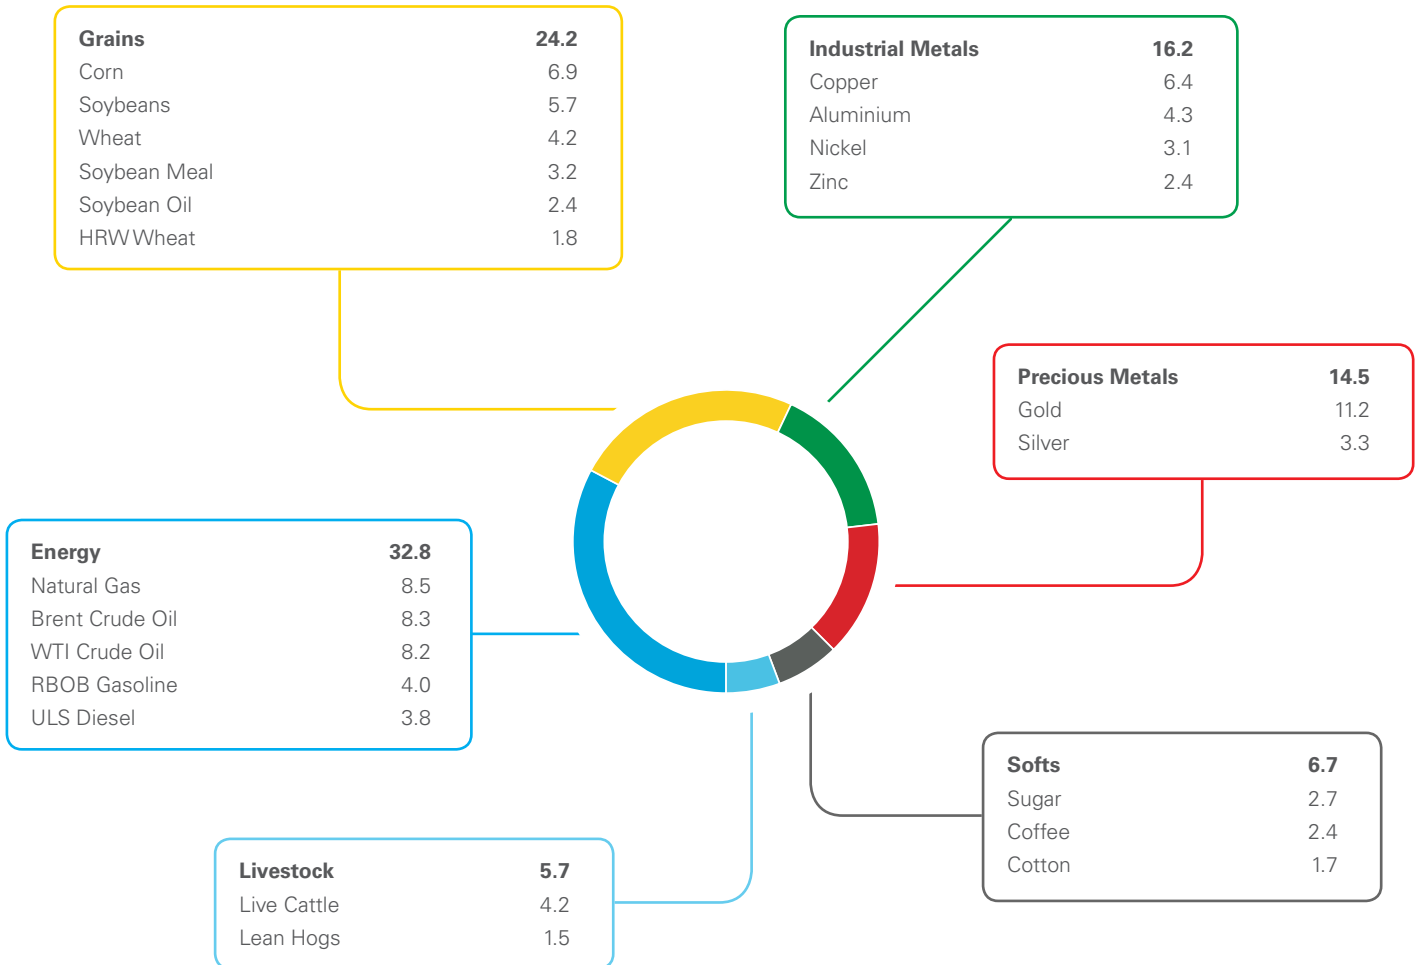 Grains 24.2
Corn 6.9
Soybeans 5.7
Wheat 4.2
Soybean Meal 3.2
Soybean Oil 2.4
HRW Wheat 1.8
Industrial Metals 16.2
Copper 6.4
Aluminium 4.3
Nickel 3.1
Zinc 2.4
Precious Metals 14.5
Gold 11.2
Silver 3.3
Energy 32.8
Natural Gas 8.5
Brent Crude Oil 8.3
WTI Crude Oil 8.2
RBOB Gasoline 4.0
ULS Diesel 3.8
Softs 6.7
Sugar 2.7
Coffee 2.4
Cotton 1.7
Livestock 5.7
Live Cattle 4.2
Lean Hogs 1.5